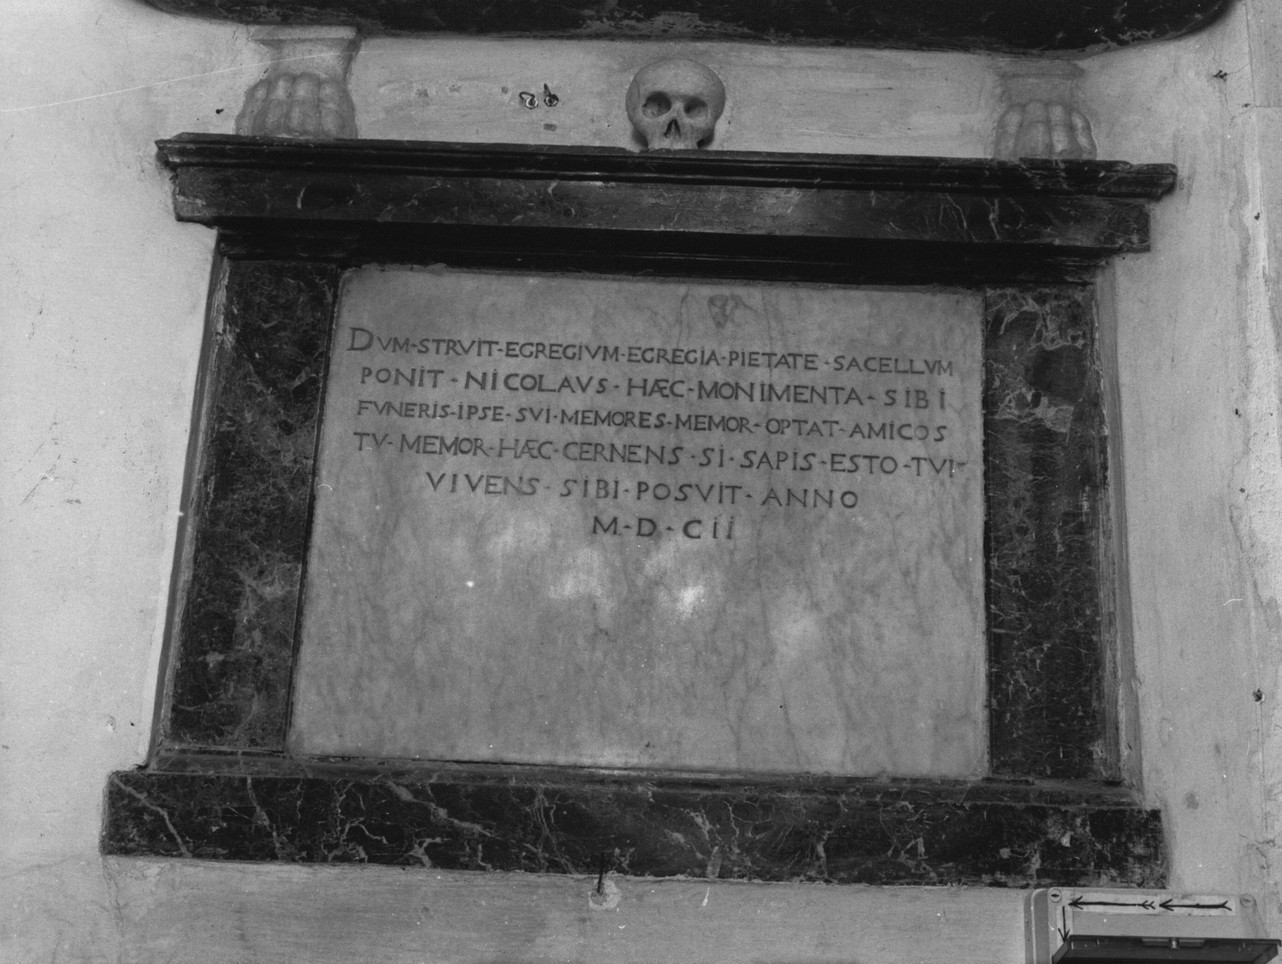 DVM·STRVIT·EGREGIVM·EGREGIA·PIETATE·SACELLVM
PONIT·NICOLAVS·HÆC·MONIMENTA·SIBI
FVNERIS·IPSE·SVI·MEMORES·MEMOR·OPTAT·AMICOS
TV·MEMOR·HÆC·CERNENS·SI·SAPIS·ESTO·TVI
VIVENS·SIBI·POSVIT·ANNO
M·D·CII